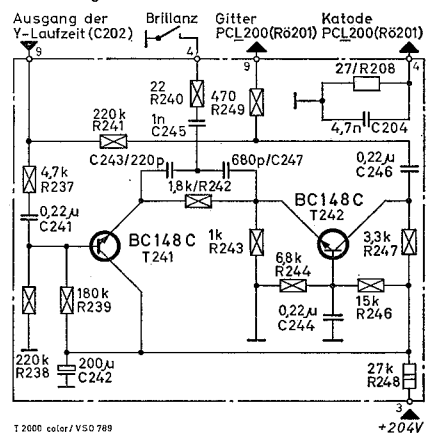 Ausgang der
Y-Laufzeit (C202)
Brillanz
Gitter
PCL200(Rö201)
Katode
PCL200(Rö201)
9
4
9
4
22
R240
470
R249
27/R208
4,7n C204
220k
R241
1n
C245
C243/220p
680p/C247
0,22µ
C246
4,7k
R237
1,8k/R242
0,22µ
C241
BC148C
T241
BC148C
T242
1k
R243
3,3k
R247
6,8k
R244
180k
R239
0,22µ
C244
15k
R246
220k
R238
200µ
C242
27k
R248
3
T 2000 color/VSO 789
+204V